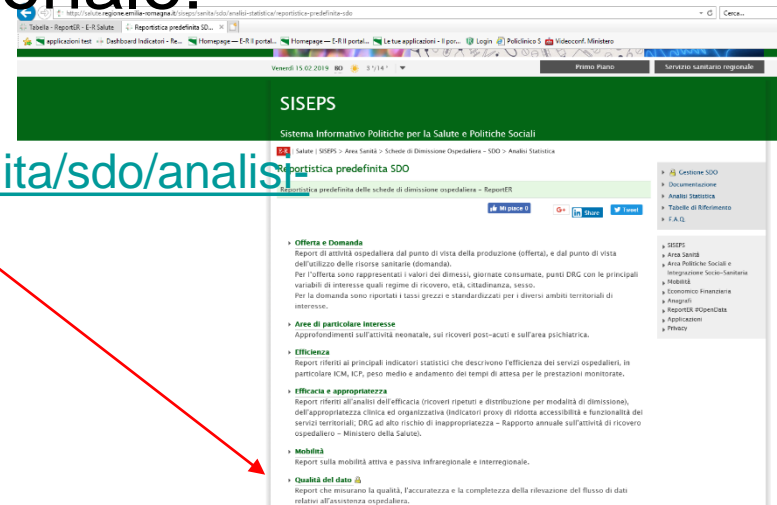 onale:
http://salute.regione.emilia-romagna.it/siseps/sanita/sdo/analisi-statistica/reportistica-predefinita-sdo
Cerca...
Tabella - ReportER - E-R Salute
Reportistica predefinita SD...
applicazioni test
Dashboard Indicatori - Re...
Homepage — E-R Il portal...
Homepage — E-R Il portal...
Le tue applicazioni - Il por...
Login
Policlinico S
Videoconf. Ministero
Venerdì 15.02.2019 BO 3°/14°
Primo Piano
Servizio sanitario regionale
SISEPS
Sistema Informativo Politiche per la Salute e Politiche Sociali
E-R Salute | SISEPS > Area Sanità > Schede di Dimissione Ospedaliera - SDO > Analisi Statistica
ita/sdo/analisi-
Reportistica predefinita SDO
Reportistica predefinita delle schede di dimissione ospedaliera - ReportER
Mi piace 0
G+
in Share
Tweet
Offerta e Domanda
Report di attività ospedaliera dal punto di vista della produzione (offerta), e dal punto di vista
dell'utilizzo delle risorse sanitarie (domanda).
Per l'offerta sono rappresentati i valori dei dimessi, giornate consumate, punti DRG con le principali
variabili di interesse quali regime di ricovero, età, cittadinanza, sesso.
Per la domanda sono riportati i tassi grezzi e standardizzati per i diversi ambiti territoriali di
interesse.
Aree di particolare interesse
Approfondimenti sull'attività neonatale, sui ricoveri post-acuti e sull'area psichiatrica.
Efficienza
Report riferiti ai principali indicatori statistici che descrivono l'efficienza dei servizi ospedalieri, in
particolare ICM, ICP, peso medio e andamento dei tempi di attesa per le prestazioni monitorate.
Efficacia e appropriatezza
Report riferiti all'analisi dell'efficacia (ricoveri ripetuti e distribuzione per modalità di dimissione),
dell'appropriatezza clinica ed organizzativa (indicatori proxy di ridotta accessibilità e funzionalità dei
servizi territoriali; DRG ad alto rischio di inappropriatezza - Rapporto annuale sull'attività di ricovero
ospedaliero - Ministero della Salute).
Mobilità
Report sulla mobilità attiva e passiva infraregionale e interregionale.
Qualità del dato
Report che misurano la qualità, l'accuratezza e la completezza della rilevazione del flusso di dati
relativi all'assistenza ospedaliera.
Gestione SDO
Documentazione
Analisi Statistica
Tabelle di Riferimento
F.A.Q.
SISEPS
Area Sanità
Area Politiche Sociali e
Integrazione Socio-Sanitaria
Mobilità
Economico Finanziaria
Anagrafi
ReportER #OpenData
Applicazioni
Privacy